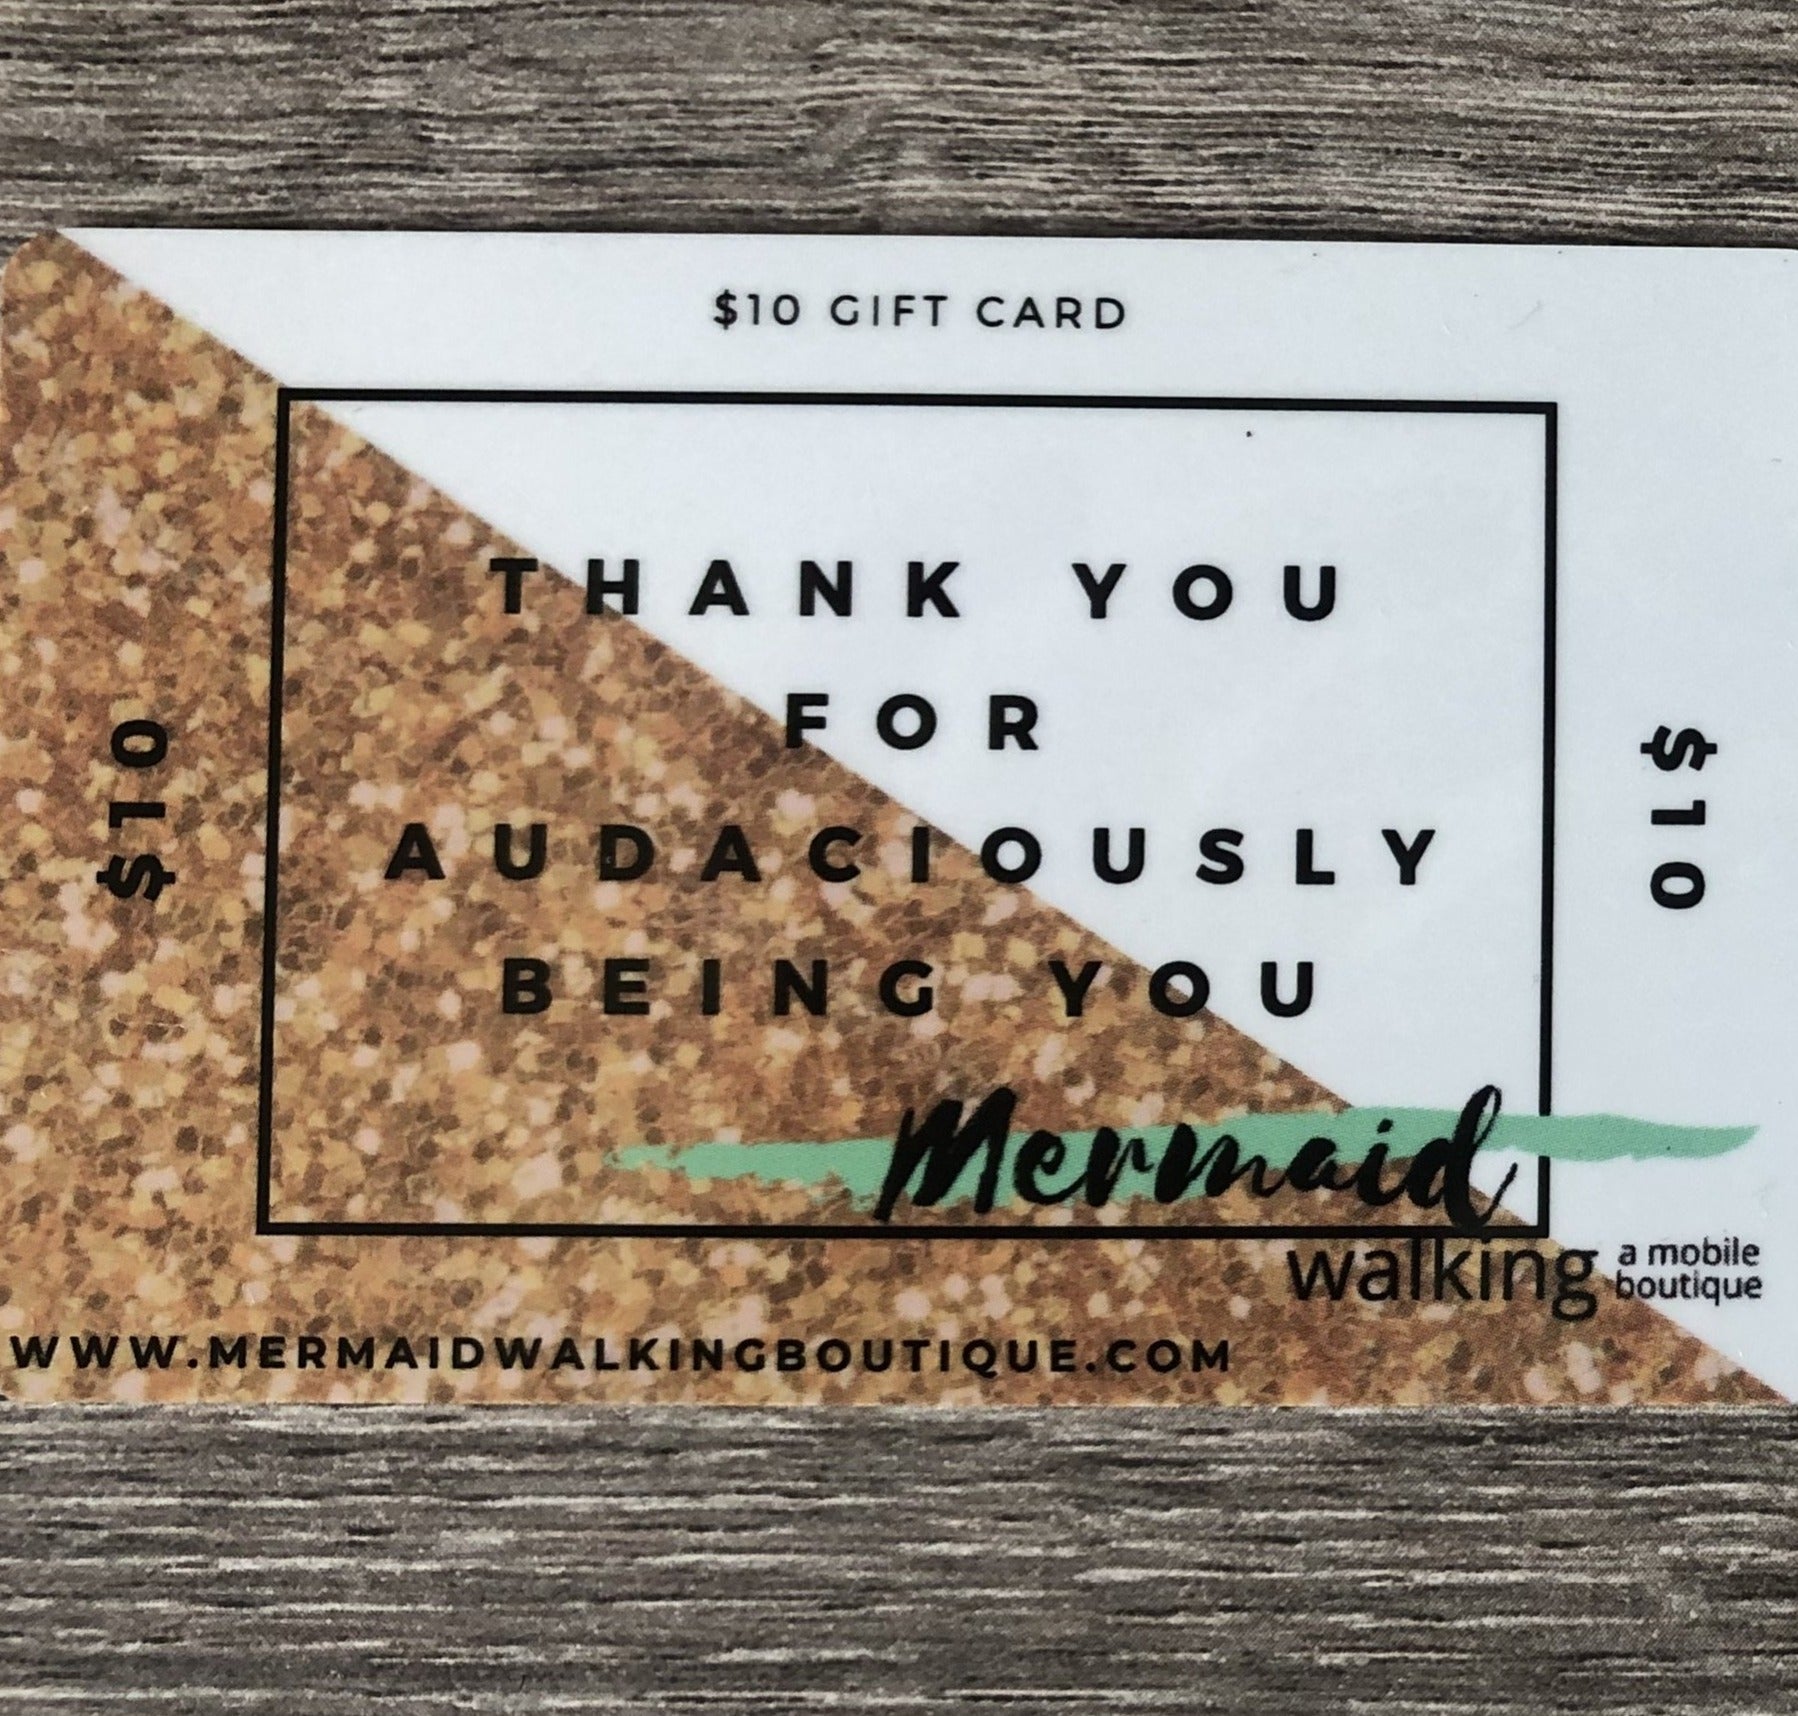 $10 GIFT CARD
THANK YOU
FOR
AUDACIOUSLY
BEING YOU
$10
$10
Mermaid
walking
a mobile
boutique
WWW.MERMAIDWALKINGBOUTIQUE.COM